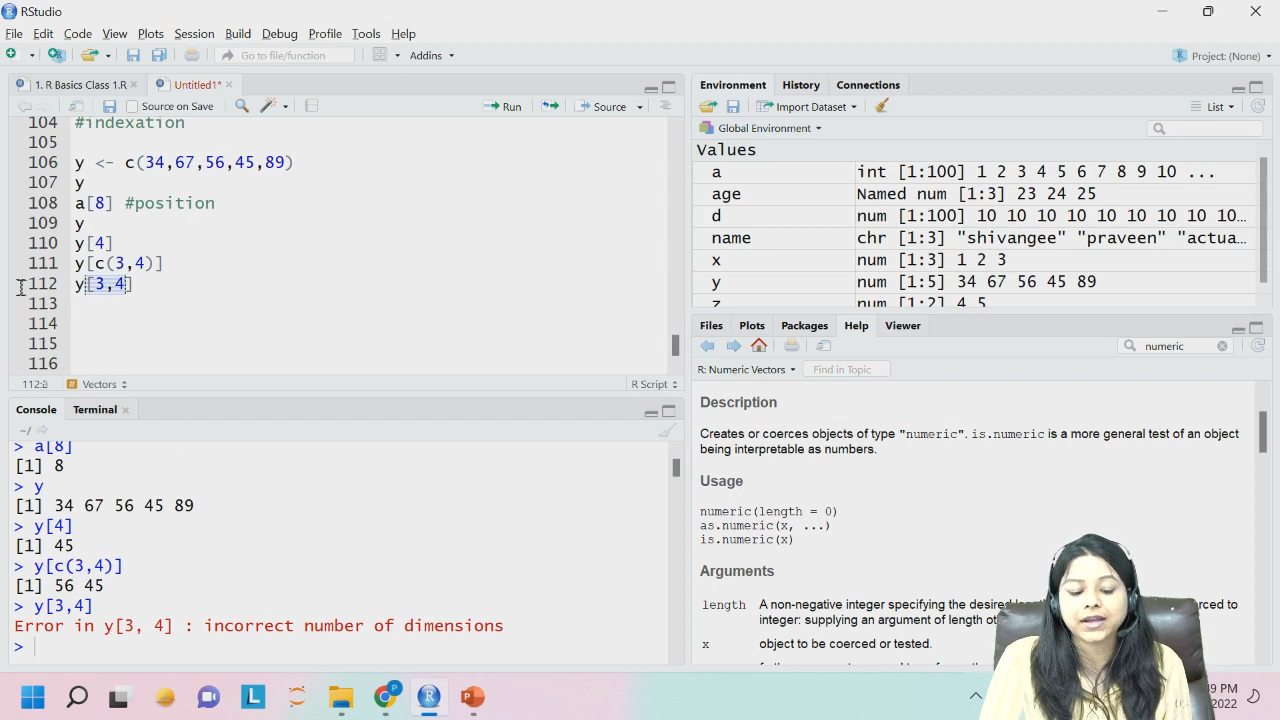 RStudio
File Edit Code View Plots Session Build Debug Profile Tools Help
Go to file/function Addins Project: (None)
1. R Basics Class 1.R Untitled1*
Source on Save Run Source
104 #indexation
105
106 y <- c(34,67,56,45,89)
107 y
108 a[8] #position
109 y
110 y[4]
111 y[c(3,4)]
112 y[3,4]
113
114
115
116
Vectors R Script
Console Terminal
~/
> a[8]
[1] 8
> y
[1] 34 67 56 45 89
> y[4]
[1] 45
> y[c(3,4)]
[1] 56 45
> y[3,4]
Error in y[3, 4] : incorrect number of dimensions
>
Environment History Connections
Import Dataset List
Global Environment
Values
a int [1:100] 1 2 3 4 5 6 7 8 9 10 ...
age Named num [1:3] 23 24 25
d num [1:100] 10 10 10 10 10 10 10 10 10…
name chr [1:3] "shivangee" "praveen" "actua…
x num [1:3] 1 2 3
y num [1:5] 34 67 56 45 89
z num [1:2] 4 5
Files Plots Packages Help Viewer
numeric
R: Numeric Vectors Find in Topic
Description
Creates or coerces objects of type "numeric". is.numeric is a more general test of an object
being interpretable as numbers.
Usage
numeric(length = 0)
as.numeric(x, ...)
is.numeric(x)
Arguments
length A non-negative integer specifying the desired to
integer: supplying an argument of length
x object to be coerced or tested.
L P R P